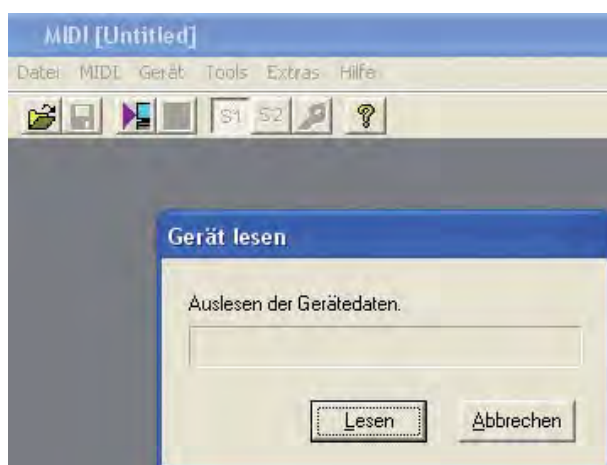 MIDI [Untitled]
Datei MIDI Gerät Tools Extras Hilfe
S1 S2 ?
Gerät lesen
Auslesen der Gerätedaten.
Lesen Abbrechen